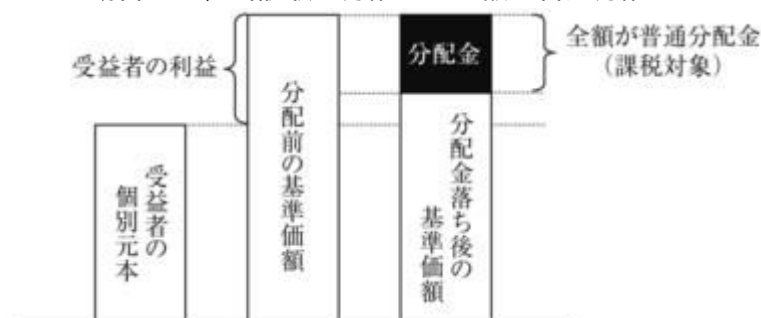 受益者の利益
分配金
全額が普通分配金
(課税対象)
受益者の
個別元本
分配前の基準価額
分配金落ち後の
基準価額